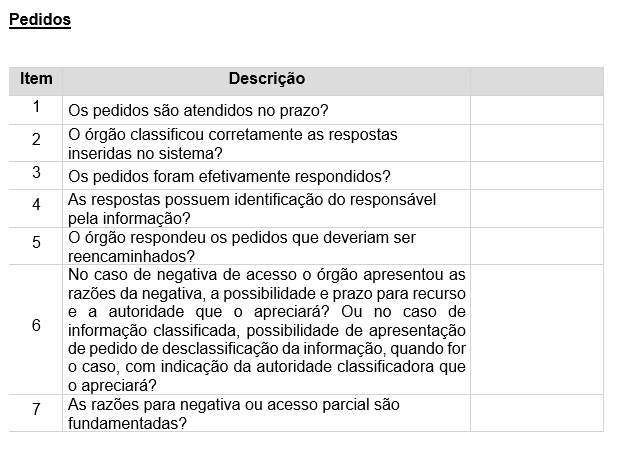 Pedidos
Item Descrição
1 Os pedidos são atendidos no prazo?
2 O órgão classificou corretamente as respostas
inseridas no sistema?
3 Os pedidos foram efetivamente respondidos?
4 As respostas possuem identificação do responsável
pela informação?
5 O órgão respondeu os pedidos que deveriam ser
reencaminhados?
No caso de negativa de acesso o órgão apresentou as
razões da negativa, a possibilidade e prazo para recurso
e a autoridade que o apreciará? Ou no caso de
6 informação classificada, possibilidade de apresentação
de pedido de desclassificação da informação, quando for
o caso, com indicação da autoridade classificadora que
o apreciará?
7 As razões para negativa ou acesso parcial são
fundamentadas?